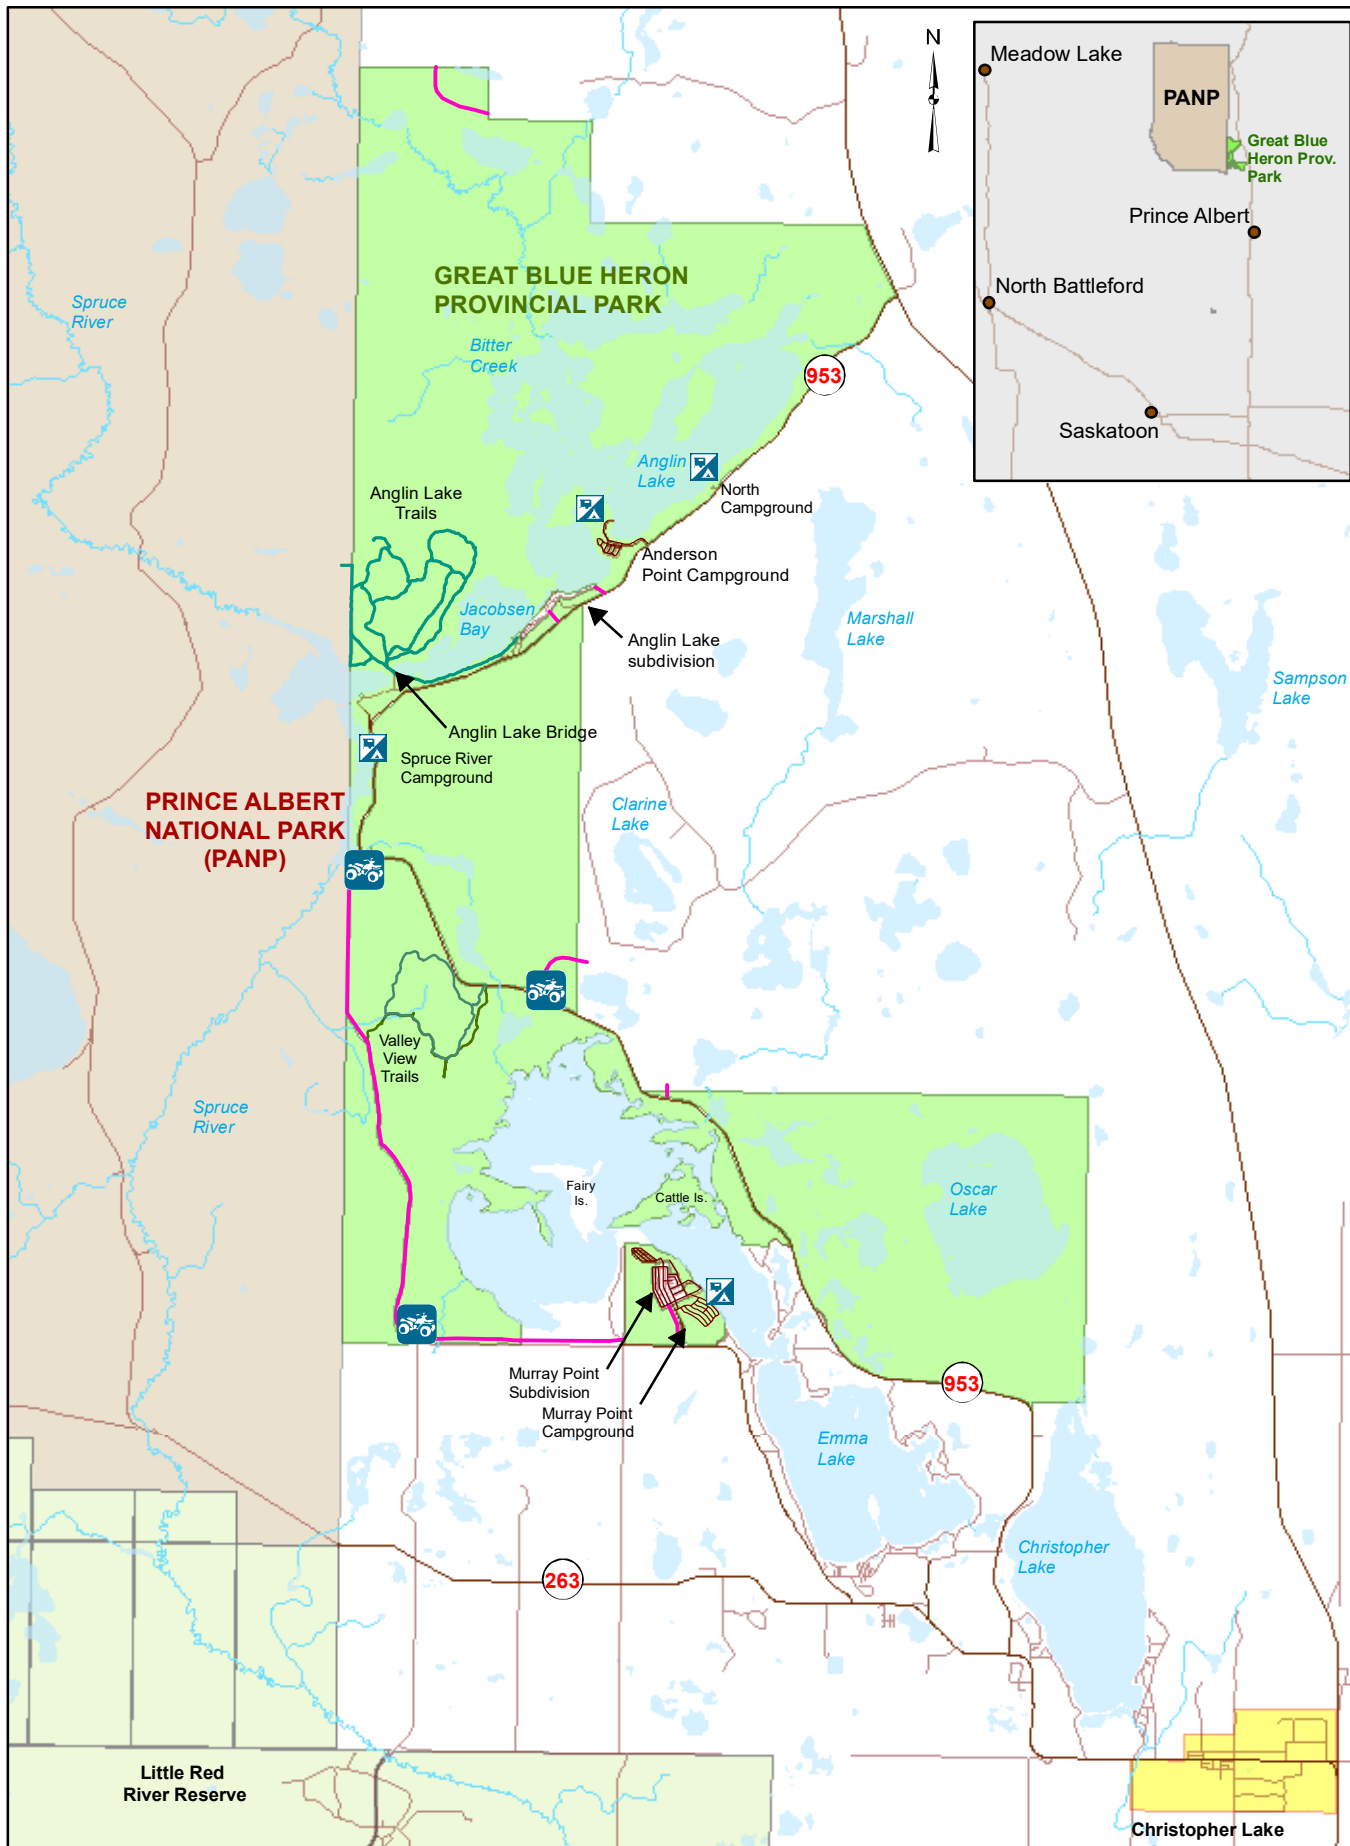 N
Meadow Lake
PANP
Great Blue
Heron Prov.
Park
Prince Albert
North Battleford
Saskatoon
GREAT BLUE HERON
PROVINCIAL PARK
Spruce
River
Bitter
Creek
953
Anglin
Lake
North
Campground
Anglin Lake
Trails
Anderson
Point Campground
Jacobsen
Bay
Anglin Lake
subdivision
Marshall
Lake
Sampson
Lake
Anglin Lake Bridge
Spruce River
Campground
PRINCE ALBERT
NATIONAL PARK
(PANP)
Clarine
Lake
Valley
View
Trails
Spruce
River
Fairy
Is.
Cattle Is.
Oscar
Lake
Murray Point
Subdivision
Murray Point
Campground
953
Emma
Lake
Christopher
Lake
263
Little Red
River Reserve
Christopher Lake